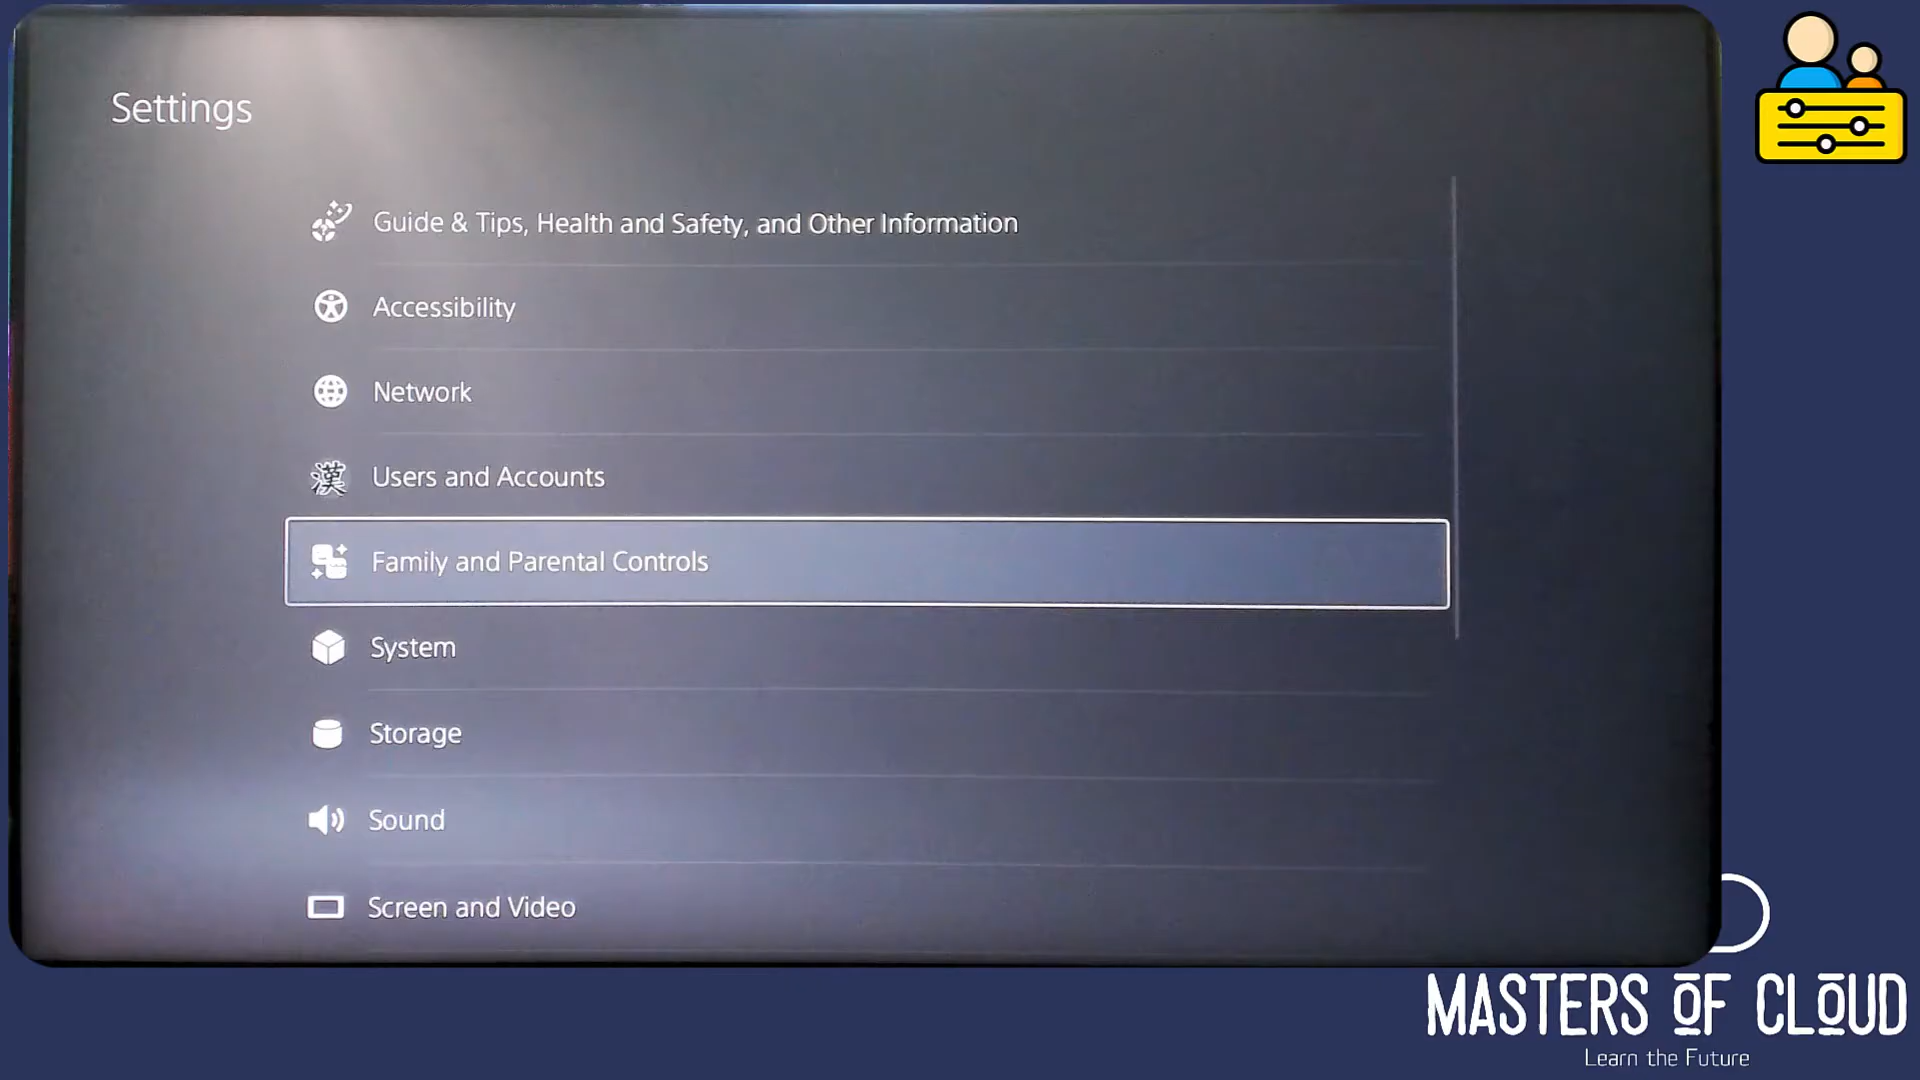 Settings
Guide & Tips, Health and Safety, and Other Information
Accessibility
Network
漢 Users and Accounts
Family and Parental Controls
System
Storage
Sound
Screen and Video
MASTERS OF CLOUD
Learn the Future